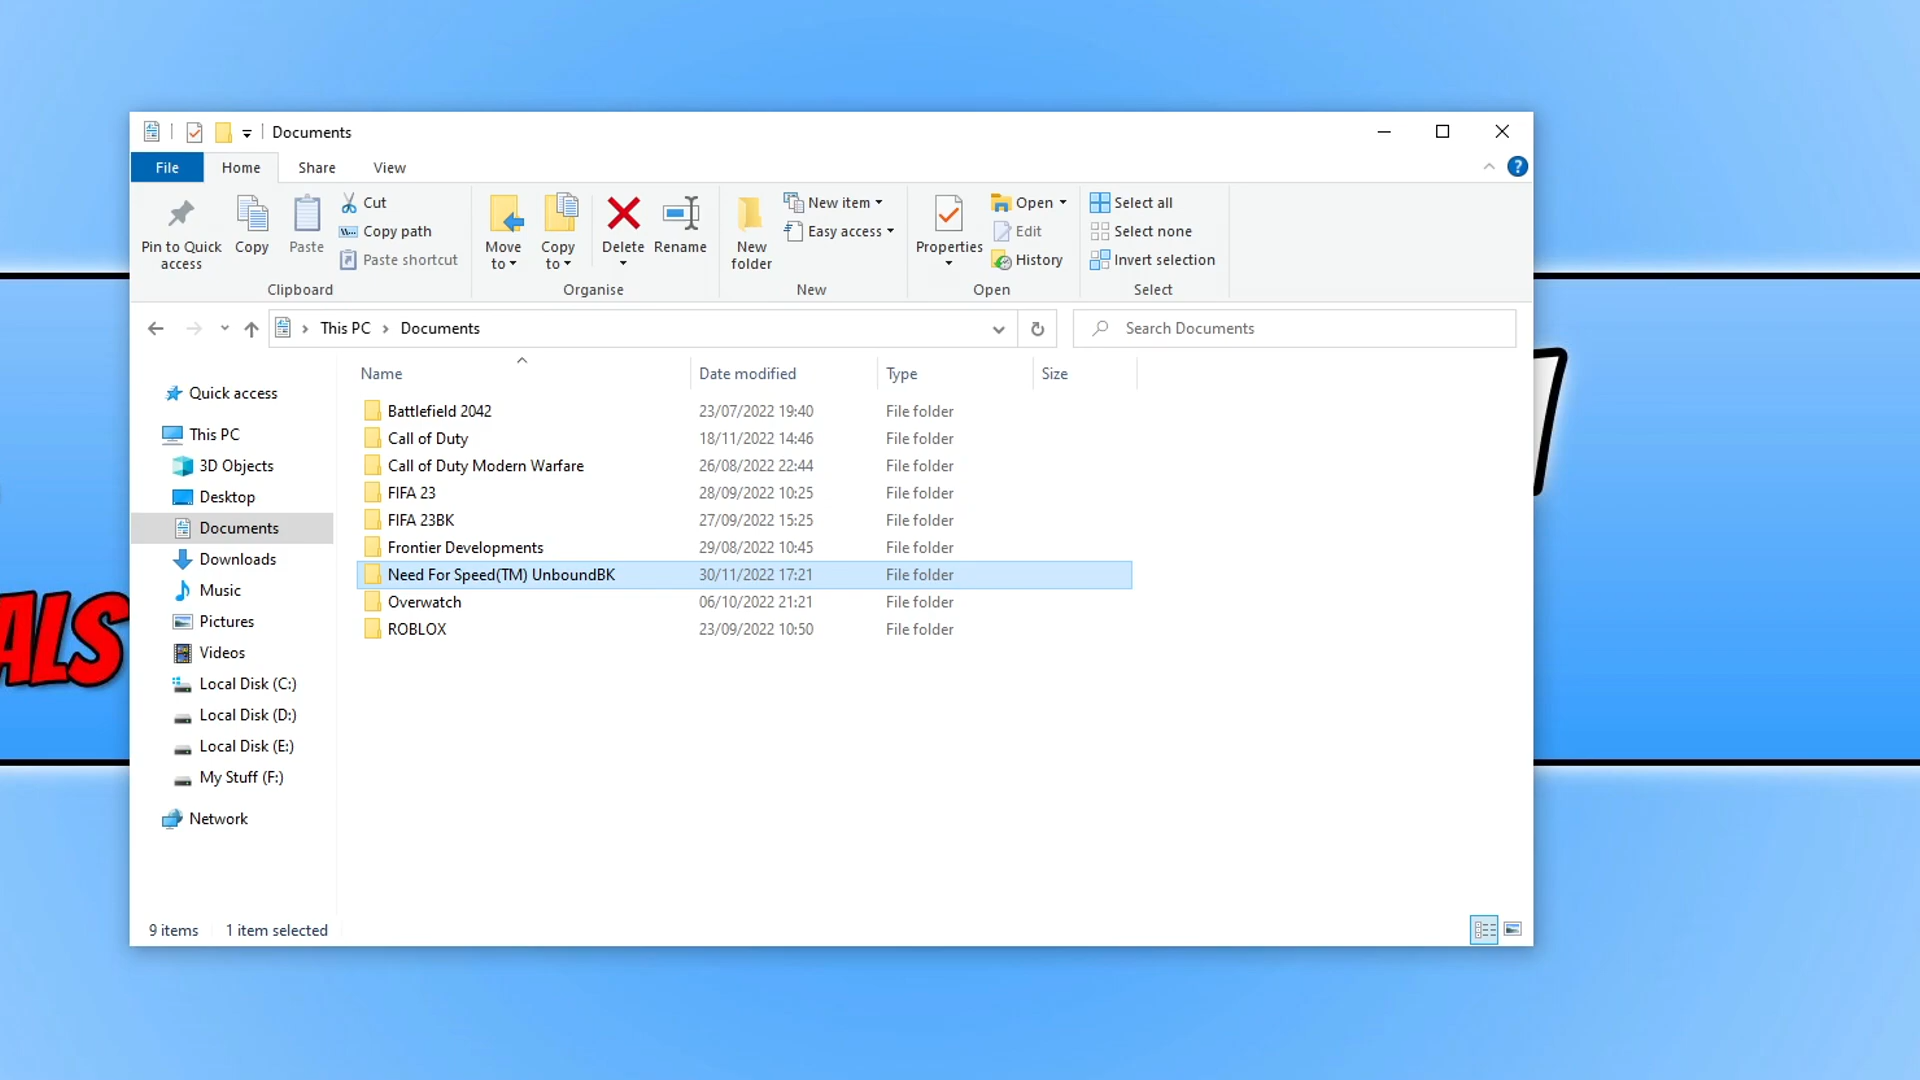 Documents
File Home Share View
Pin to Quick access
Copy
Paste
Cut
Copy path
Paste shortcut
Clipboard
Move to
Copy to
Delete
Rename
Organise
New folder
New item
Easy access
New
Properties
Open
Edit
History
Open
Select all
Select none
Invert selection
Select
This PC Documents
Search Documents
Quick access
This PC
3D Objects
Desktop
Documents
Downloads
Music
Pictures
Videos
Local Disk (C:)
Local Disk (D:)
Local Disk (E:)
My Stuff (F:)
Network
Name Date modified Type Size
Battlefield 2042 23/07/2022 19:40 File folder
Call of Duty 18/11/2022 14:46 File folder
Call of Duty Modern Warfare 26/08/2022 22:44 File folder
FIFA 23 28/09/2022 10:25 File folder
FIFA 23BK 27/09/2022 15:25 File folder
Frontier Developments 29/08/2022 10:45 File folder
Need For Speed(TM) UnboundBK 30/11/2022 17:21 File folder
Overwatch 06/10/2022 21:21 File folder
ROBLOX 23/09/2022 10:50 File folder
9 items 1 item selected
ALS